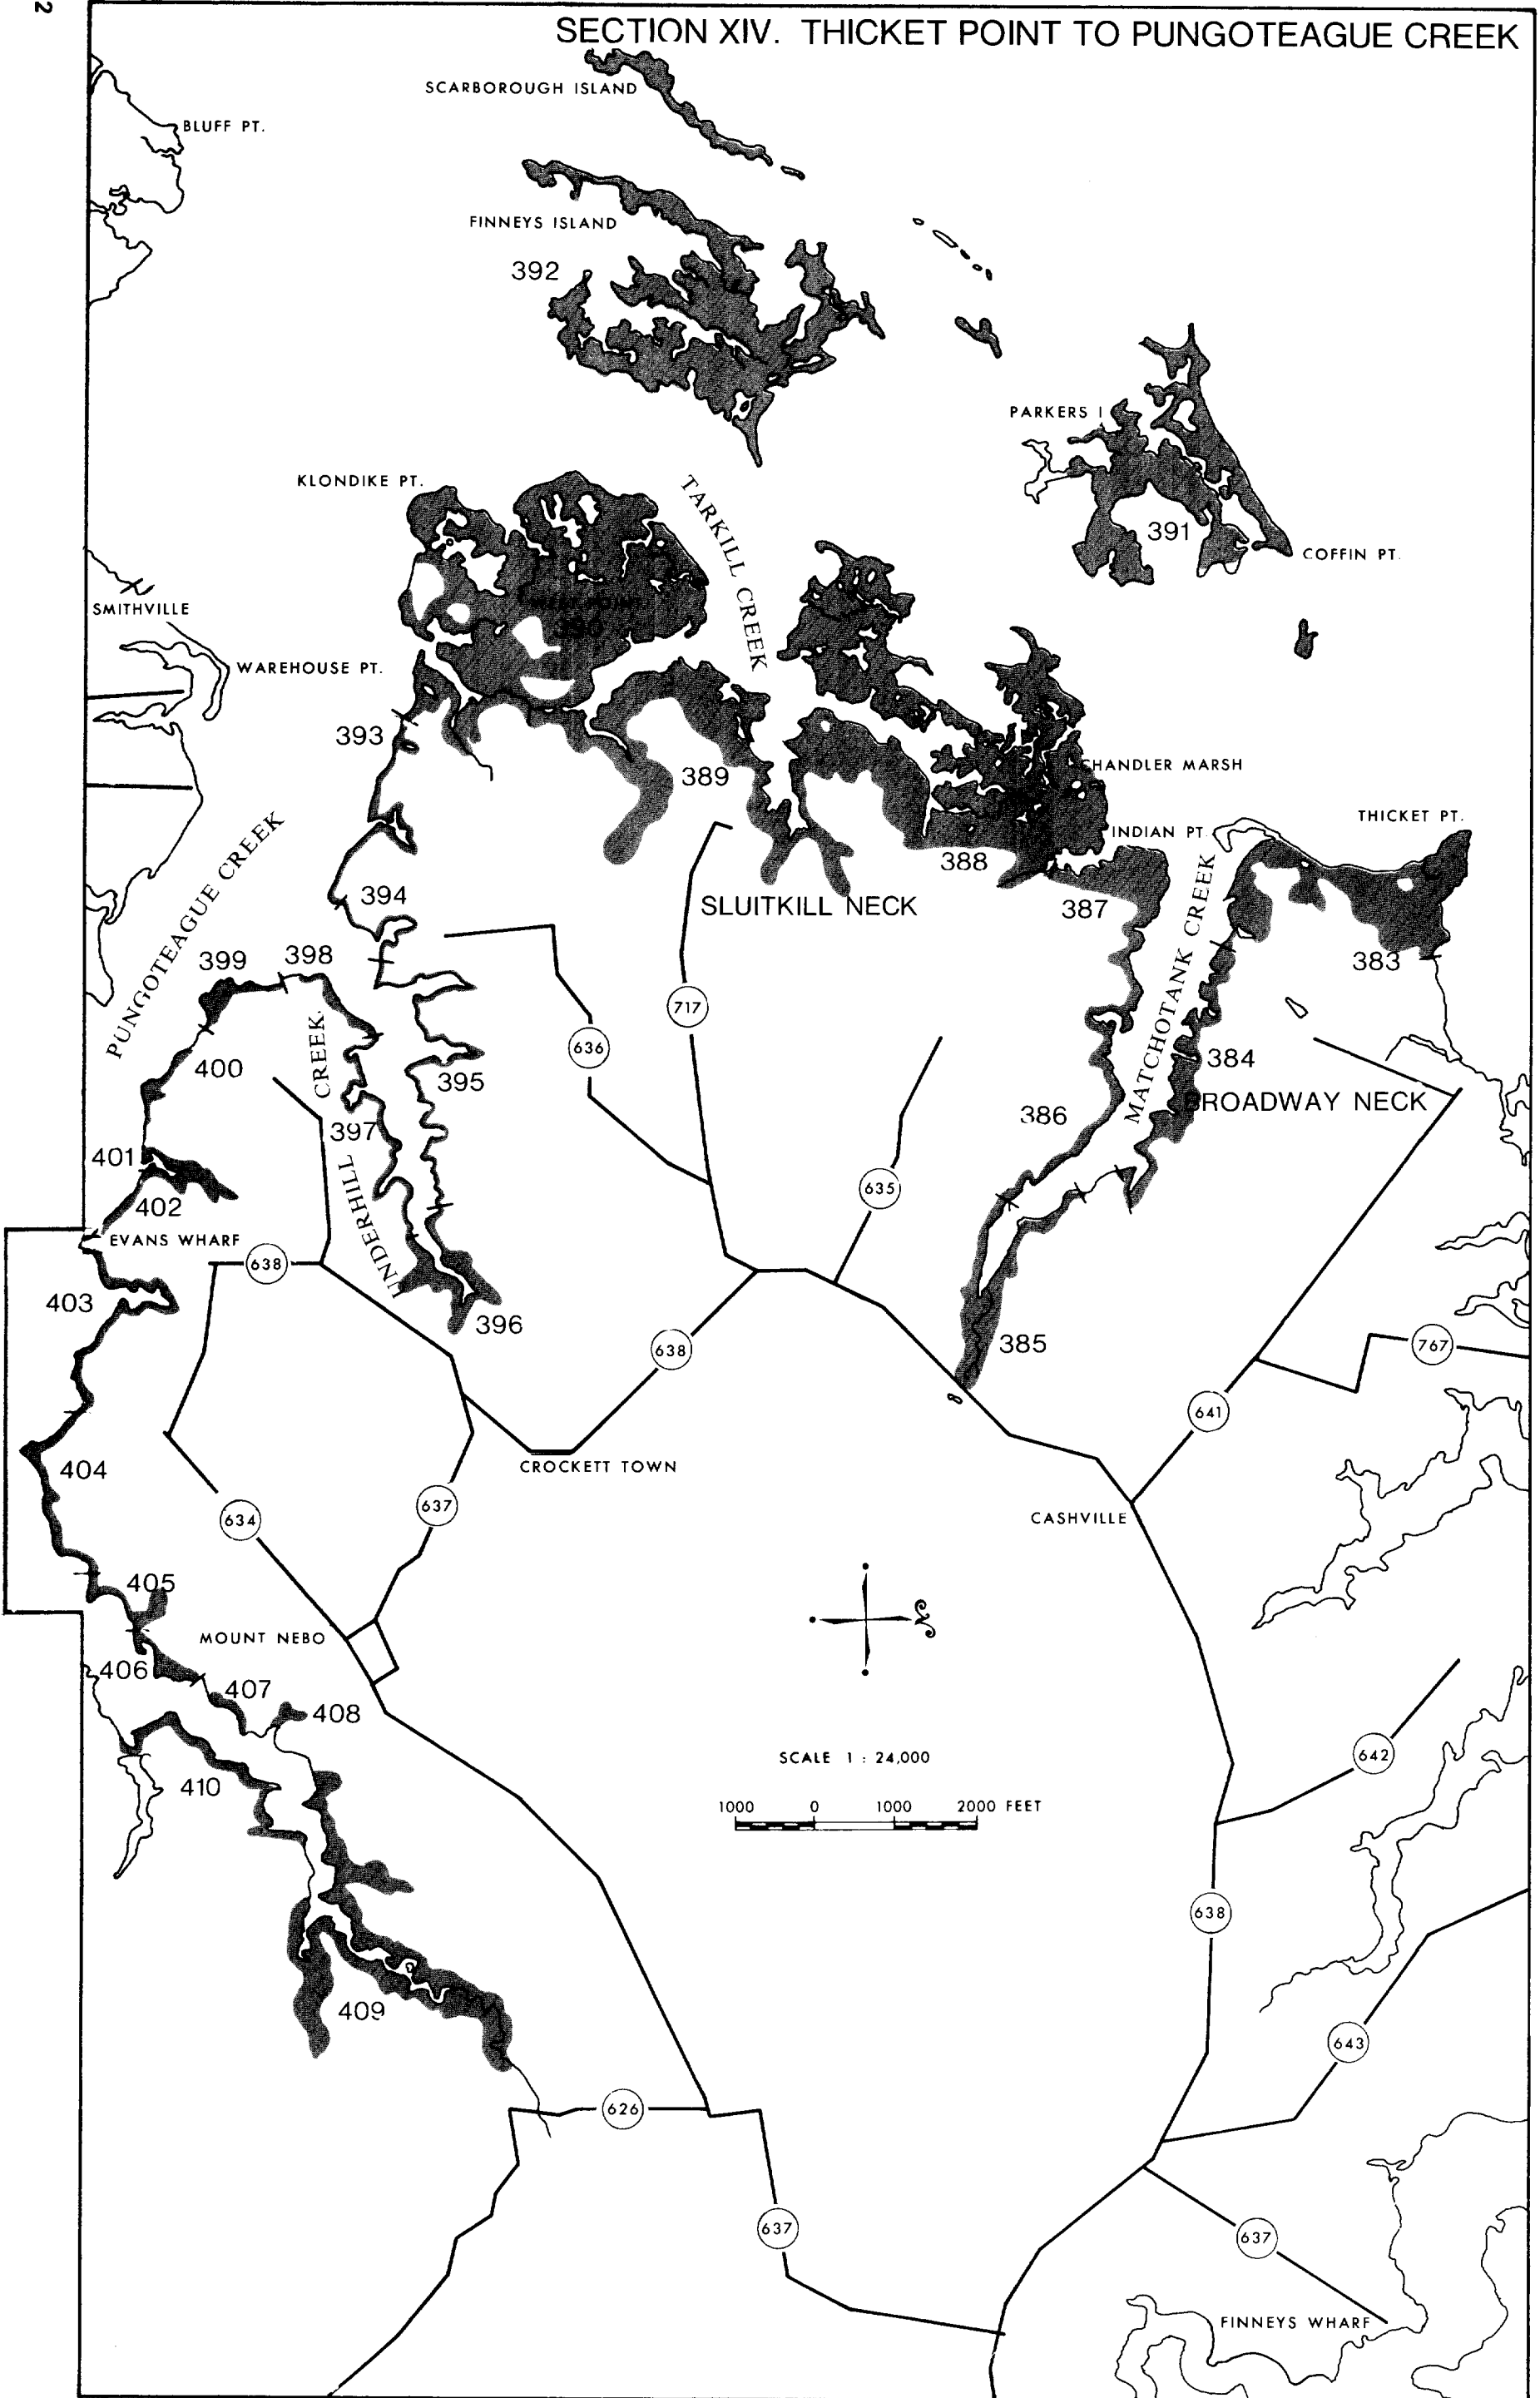 2
SECTION XIV. THICKET POINT TO PUNGOTEAGUE CREEK
SCARBOROUGH ISLAND
BLUFF PT.
FINNEYS ISLAND
392
PARKERS I
391
COFFIN PT.
KLONDIKE PT.
TARKILL CREEK
WEST POINT
390
SMITHVILLE
WAREHOUSE PT.
393
389
CHANDLER MARSH
THICKET PT.
INDIAN PT.
388
387
383
PUNGOTEAGUE CREEK
394
SLUITKILL NECK
MATCHOTANK CREEK
399
398
717
636
400
CREEK.
395
384
BROADWAY NECK
386
397
401
402
UNDERHILL
635
EVANS WHARF
638
403
396
638
385
767
641
404
CROCKETT TOWN
634
637
CASHVILLE
405
N
MOUNT NEBO
406
407
408
SCALE 1 : 24,000
642
410
1000 0 1000 2000 FEET
638
409
643
626
637
637
FINNEYS WHARF